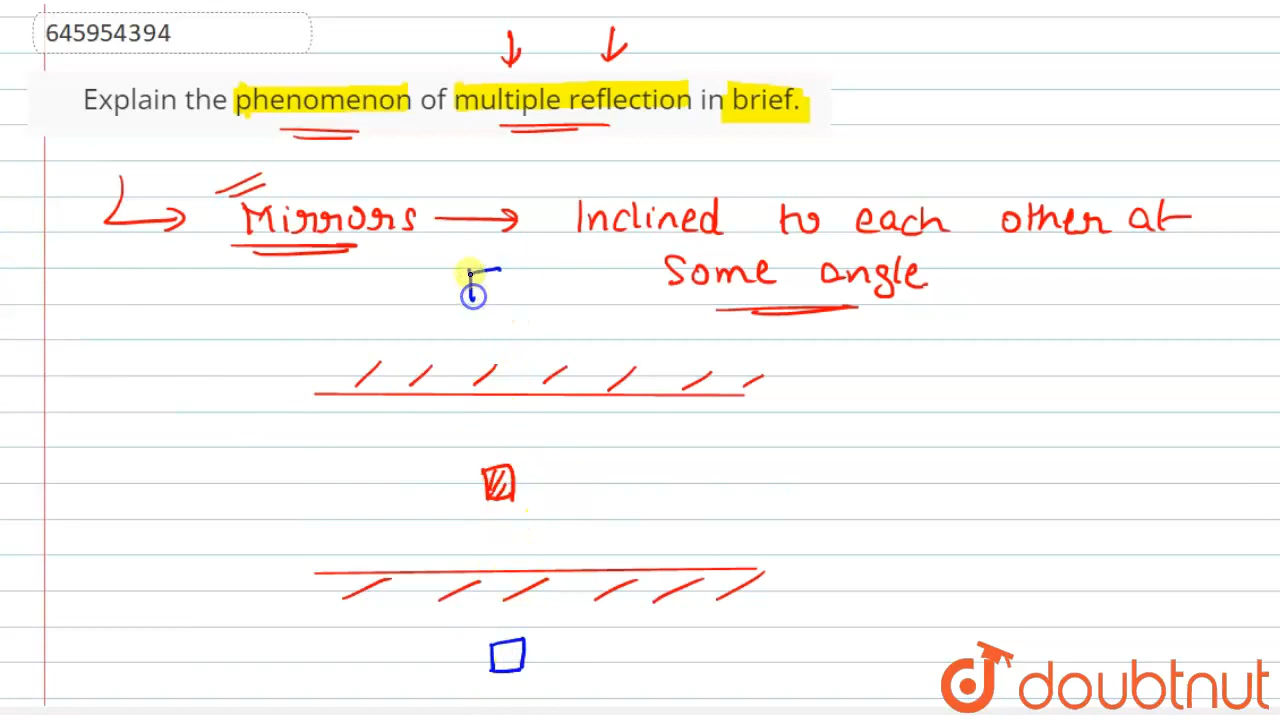 645954394
Explain the phenomenon of multiple reflection in brief.
Mirrors → Inclined to each other at
some angle
doubtnut